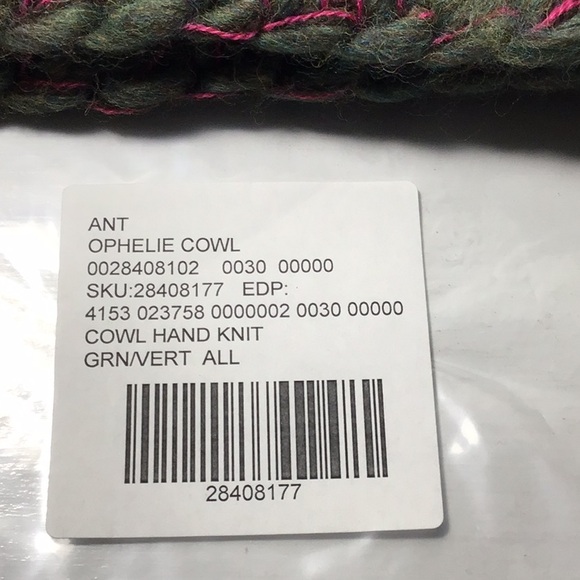 ANT
OPHELIE COWL
0028408102 0030 00000
SKU:28408177 EDP:
4153 023758 0000002 0030 00000
COWL HAND KNIT
GRN/VERT ALL
28408177